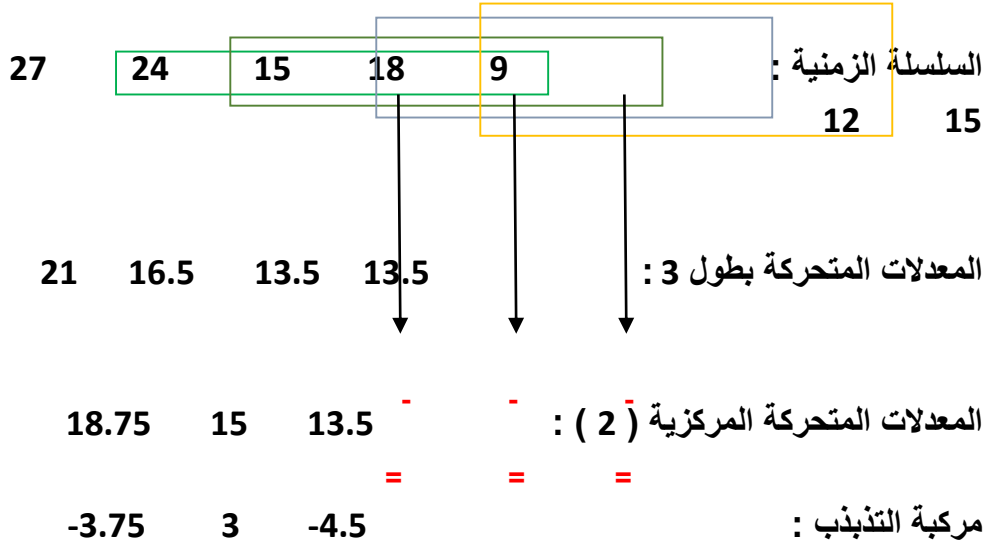 السلسلة الزمنية : 27 24 15 18 9
12 15
المعدلات المتحركة بطول 3 : 21 16.5 13.5 13.5
- - -
المعدلات المتحركة المركزية ( 2 ) : 18.75 15 13.5
= = =
مركبة التذبذب : -3.75 3 -4.5